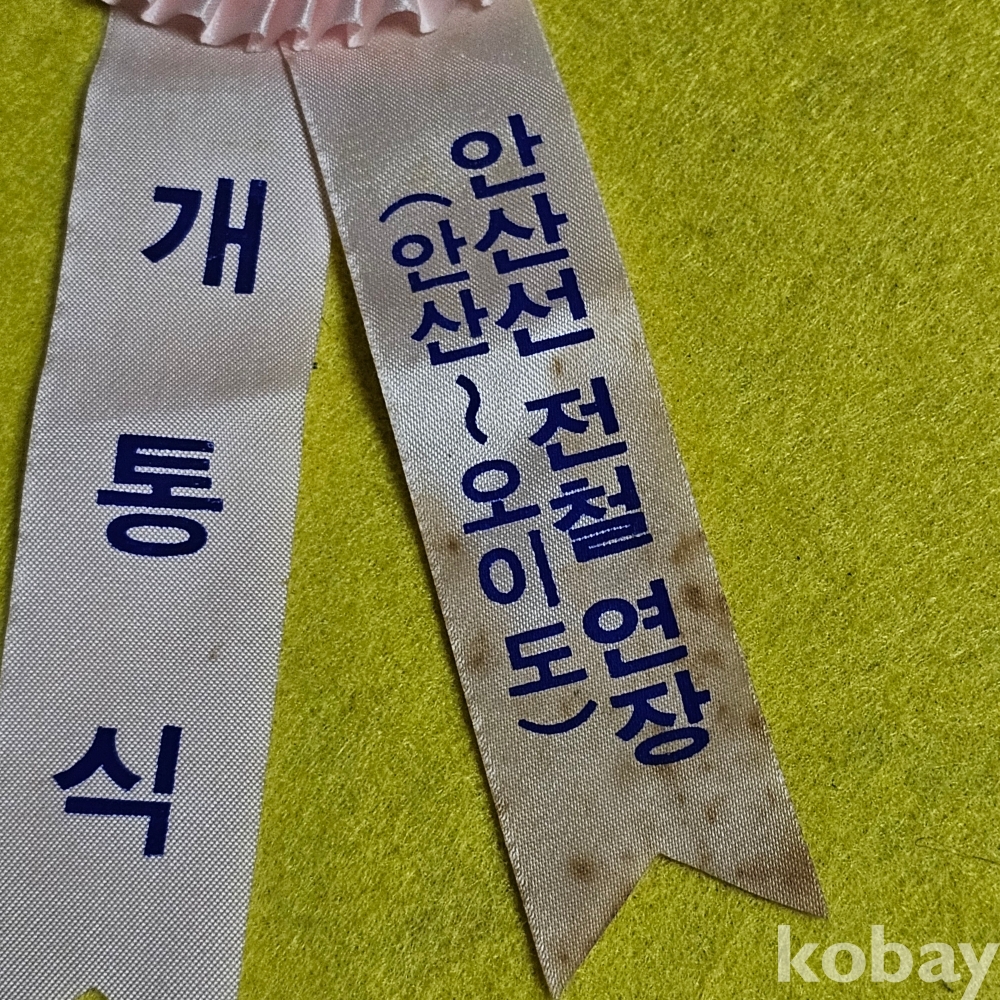 안산선 전철 연장
(안산~오이도)
개통식
kobay